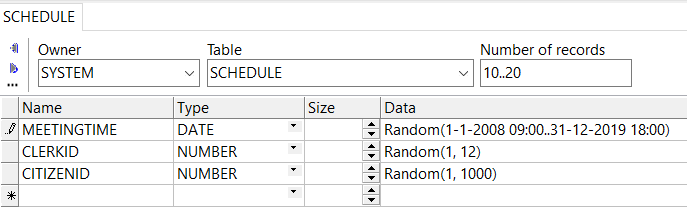 SCHEDULE
Owner Table Number of records
SYSTEM SCHEDULE 10..20
Name Type Size Data
MEETINGTIME DATE Random(1-1-2008 09:00..31-12-2019 18:00)
CLERKID NUMBER Random(1, 12)
CITIZENID NUMBER Random(1, 1000)